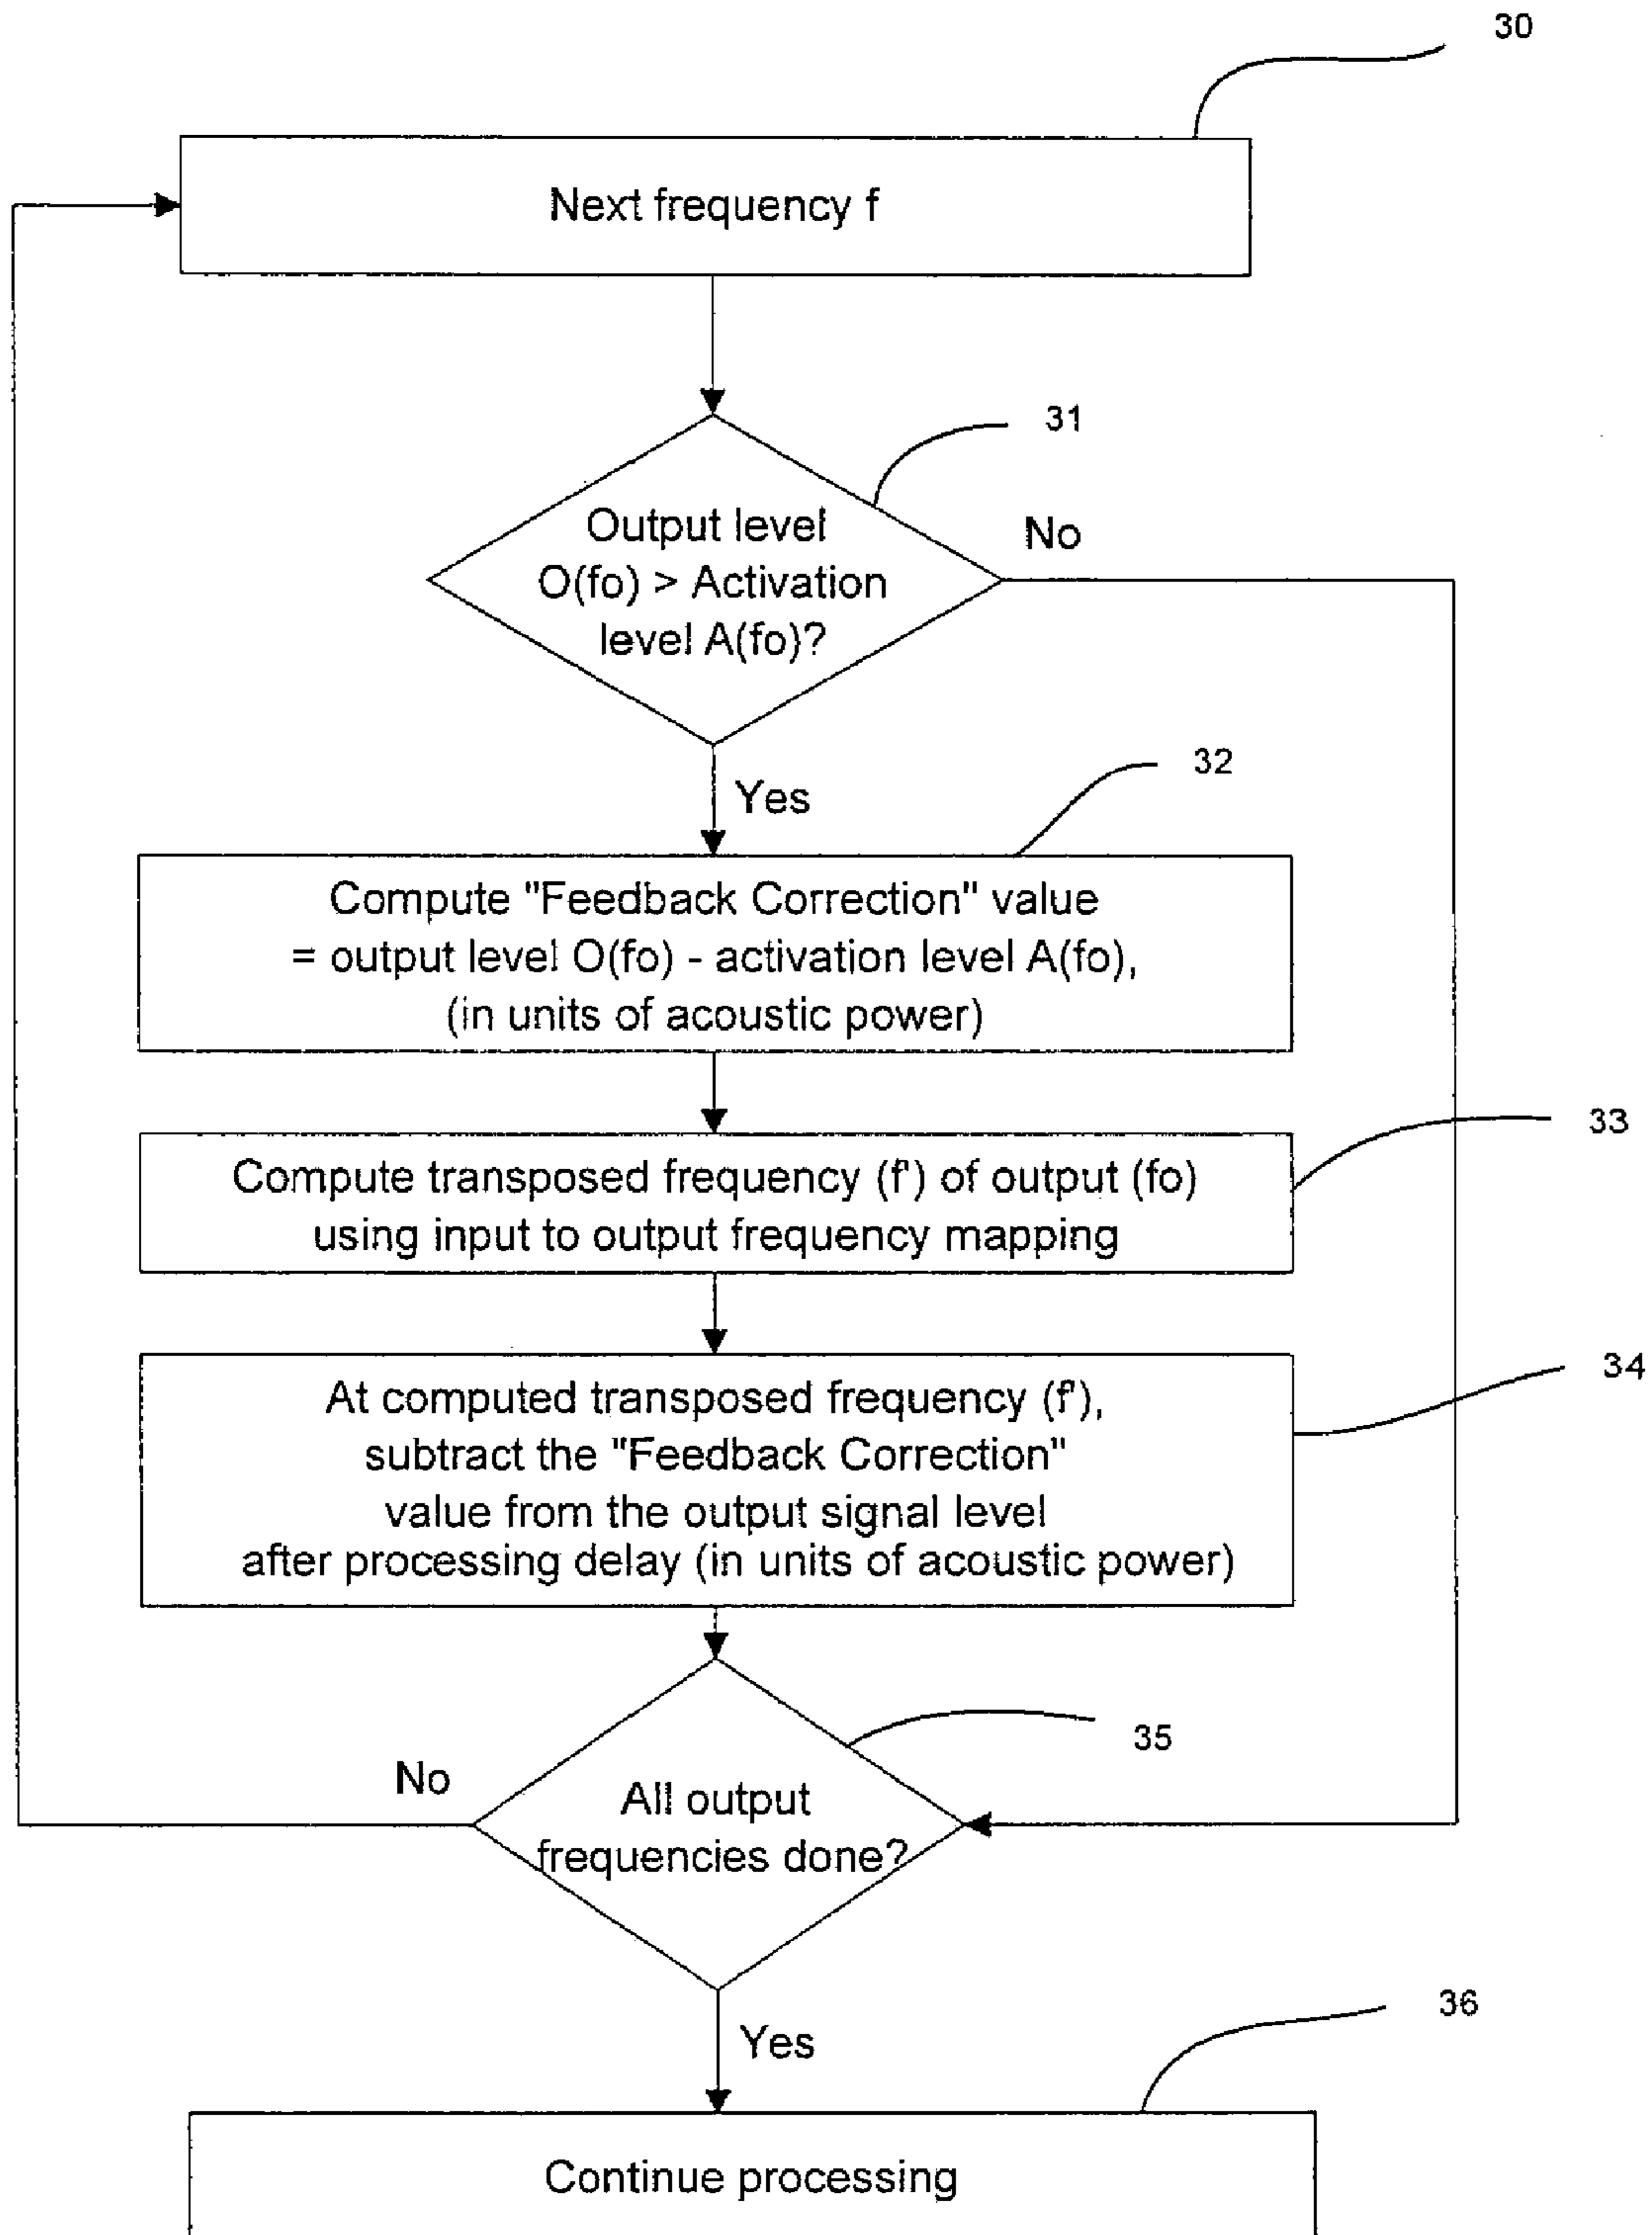 30
Next frequency f
31
Output level
O(fo) > Activation
level A(fo)?
No
Yes
32
Compute "Feedback Correction" value
= output level O(fo) - activation level A(fo),
(in units of acoustic power)
33
Compute transposed frequency (f') of output (fo)
using input to output frequency mapping
34
At computed transposed frequency (f'),
subtract the "Feedback Correction"
value from the output signal level
after processing delay (in units of acoustic power)
35
No
All output
frequencies done?
Yes
36
Continue processing